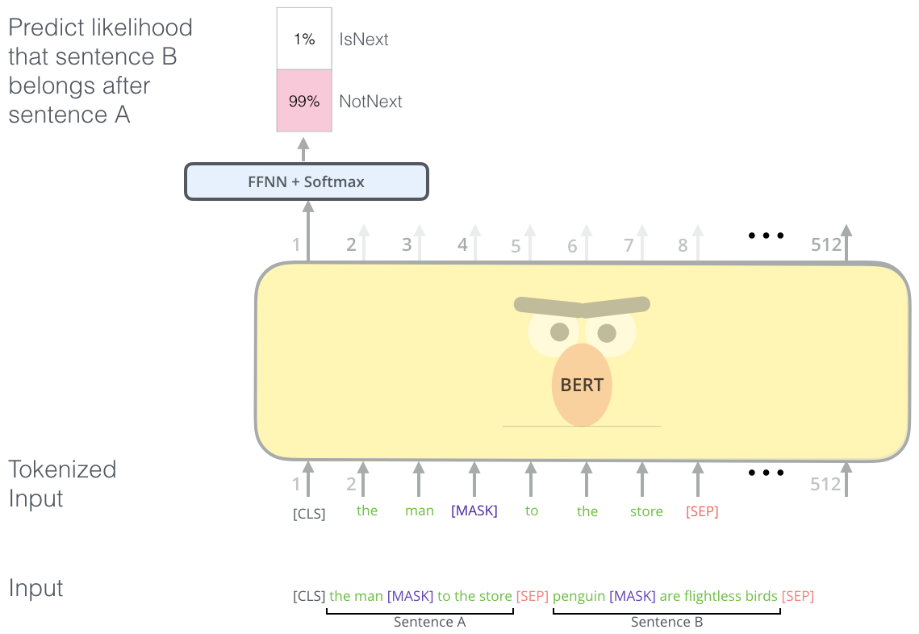 Predict likelihood
that sentence B
belongs after
sentence A
1% IsNext
99% NotNext
FFNN + Softmax
1 2 3 4 5 6 7 8 ••• 512
BERT
Tokenized
Input
1 2 ••• 512
[CLS] the man [MASK] to the store [SEP]
Input
[CLS] the man [MASK] to the store [SEP] penguin [MASK] are flightless birds [SEP]
Sentence A Sentence B